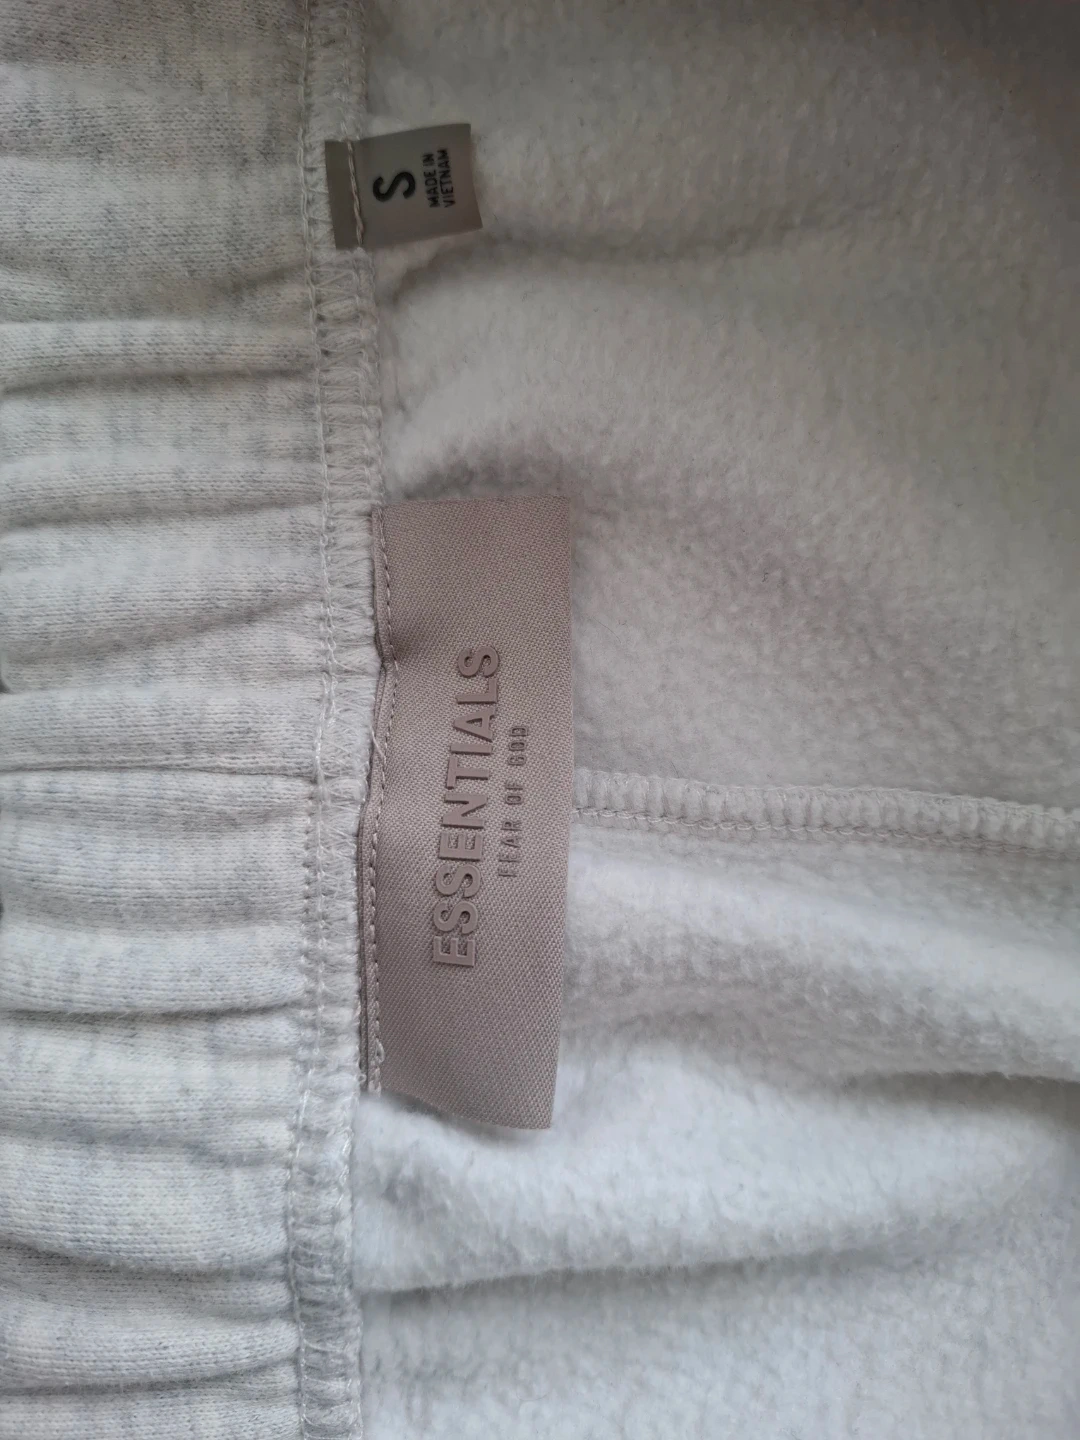 S
MADE IN
VIETNAM
ESSENTIALS
FEAR OF GOD